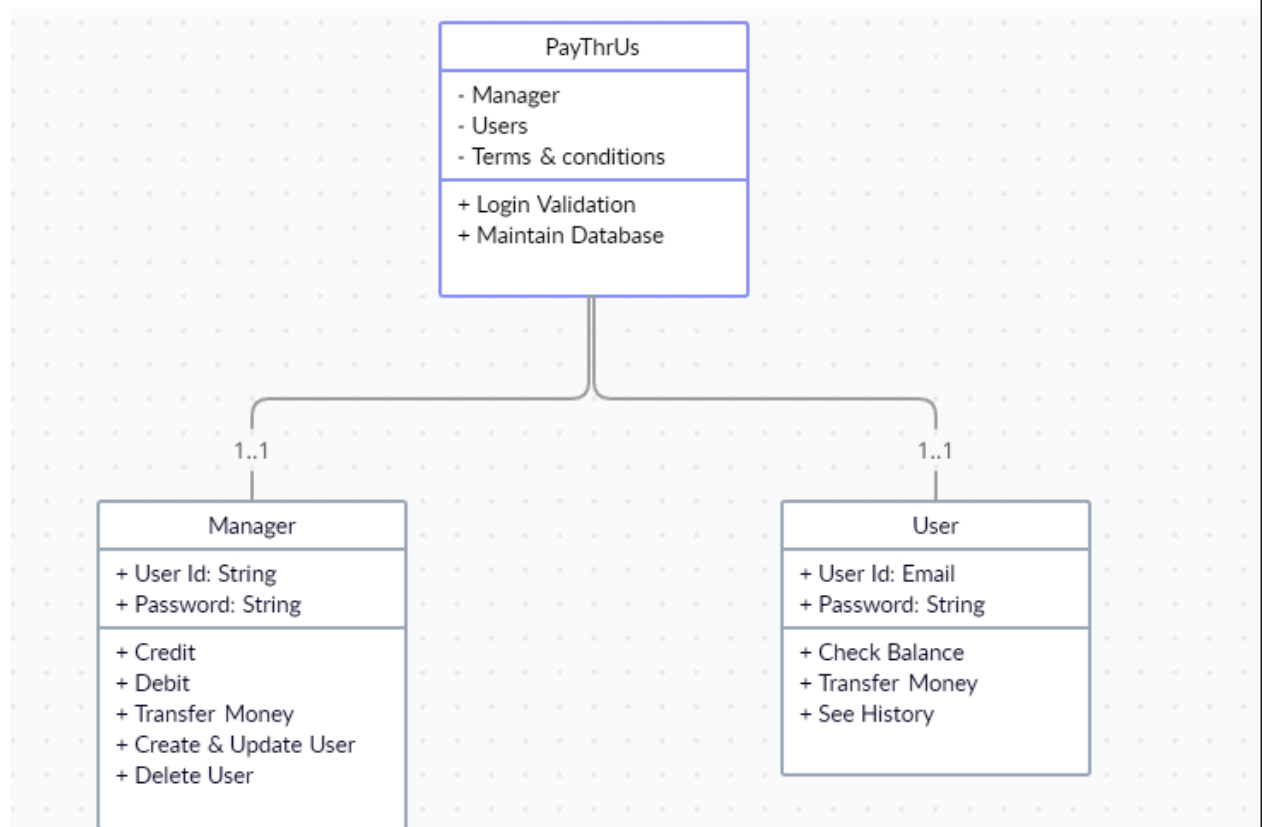 PayThrUs
- Manager
- Users
- Terms & conditions
+ Login Validation
+ Maintain Database
1..1
1..1
Manager
+ User Id: String
+ Password: String
+ Credit
+ Debit
+ Transfer Money
+ Create & Update User
+ Delete User
User
+ User Id: Email
+ Password: String
+ Check Balance
+ Transfer Money
+ See History